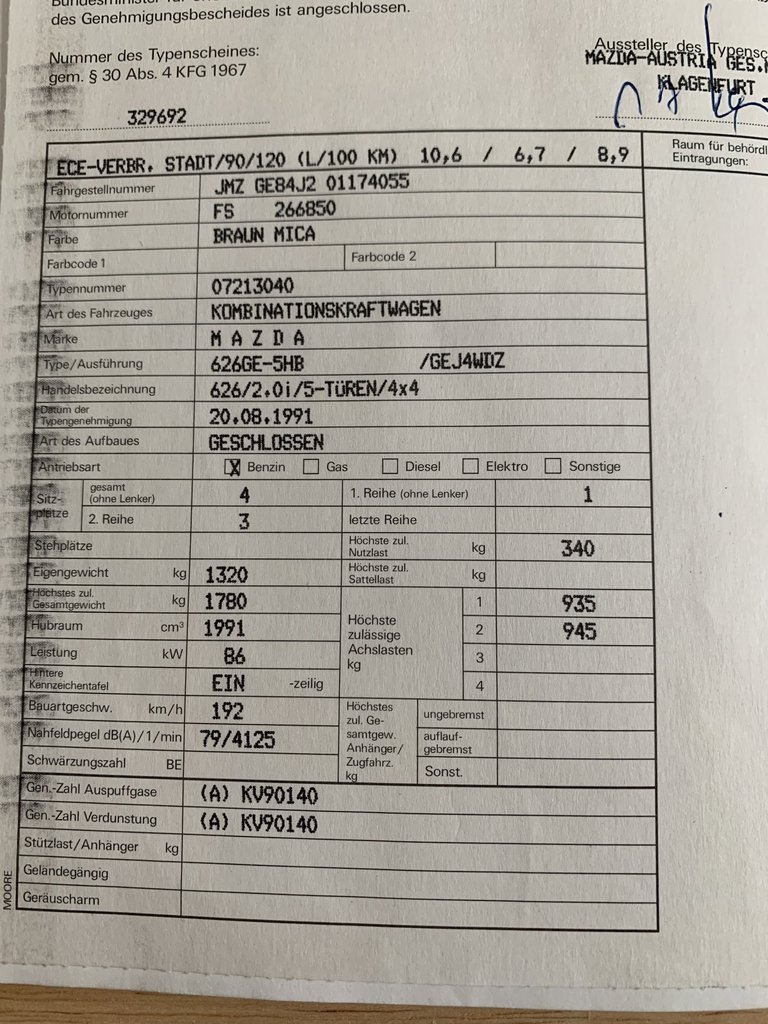 des Genehmigungsbescheides ist angeschlossen.
Nummer des Typenscheines:
gem. § 30 Abs. 4 KFG 1967
329692
Aussteller des Typensc
MAZDA-AUSTRIA GES.
KLAGENFURT
ECE-VERBR. STADT/90/120 (L/100 KM) 10,6 / 6,7 / 8,9
Raum für behördl
Eintragungen:
Fahrgestellnummer JMZ GE84J2 01174055
Motornummer FS 266850
Farbe BRAUN MICA
Farbcode 1 Farbcode 2
Typennummer 07213040
Art des Fahrzeuges KOMBINATIONSKRAFTWAGEN
Marke M A Z D A
Type/Ausführung 626GE-5HB /GEJ4WDZ
Handelsbezeichnung 626/2.0i/5-TÜREN/4x4
Datum der
Typengenehmigung 20.08.1991
Art des Aufbaues GESCHLOSSEN
Antriebsart X Benzin Gas Diesel Elektro Sonstige
Sitz-
plätze
gesamt
(ohne Lenker) 4 1. Reihe (ohne Lenker) 1
2. Reihe 3 letzte Reihe
Stehplätze Höchste zul.
Nutzlast kg 340
Eigengewicht kg 1320 Höchste zul.
Sattellast kg
Höchstes zul.
Gesamtgewicht kg 1780
Höchste
zulässige
Achslasten
kg
1 935
Hubraum cm³ 1991 2 945
Leistung kW 86 3
Hintere
Kennzeichentafel EIN -zeilig 4
Bauartgeschw. km/h 192
Höchstes
zul. Ge-
samtgew.
Anhänger/
Zugfahrz.
kg
ungebremst
Nahfeldpegel dB(A)/1/min 79/4125 auflauf-
gebremst
Schwärzungszahl BE Sonst.
Gen.-Zahl Auspuffgase (A) KV90140
Gen.-Zahl Verdunstung (A) KV90140
Stützlast/Anhänger kg
Geländegängig
Geräuscharm
MOORE